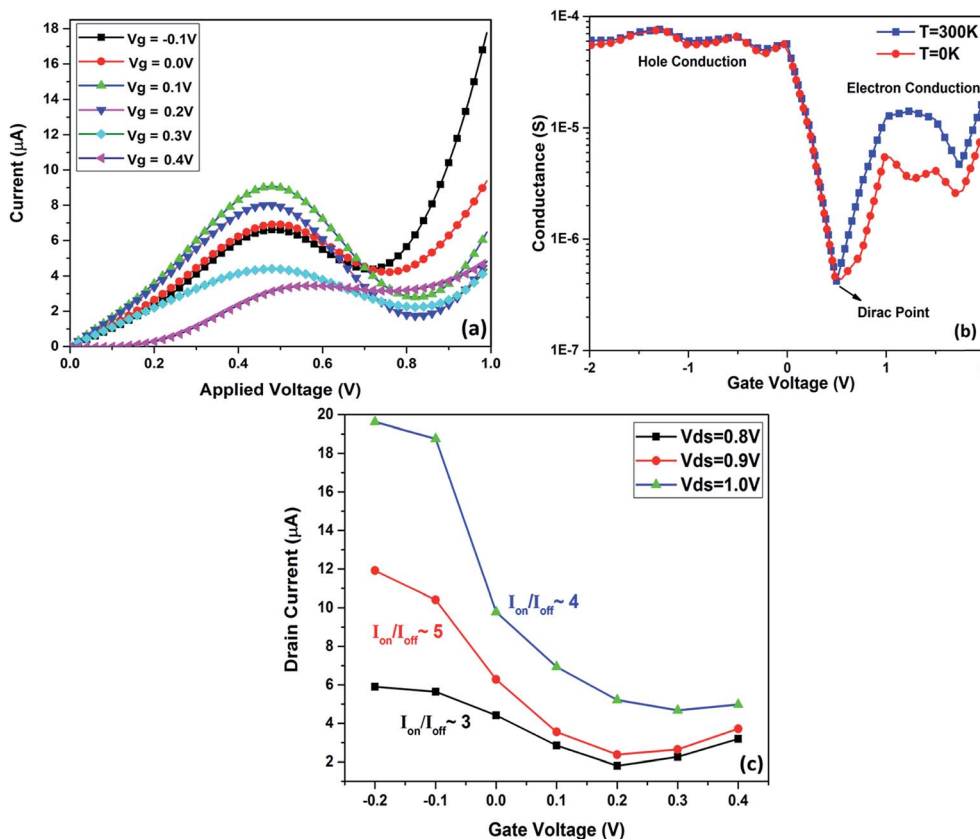 18
16
14
12
10
8
6
4
2
0
Current (μA)
Vg = -0.1V
Vg = 0.0V
Vg = 0.1V
Vg = 0.2V
Vg = 0.3V
Vg = 0.4V
(a)
0.0 0.2 0.4 0.6 0.8 1.0
Applied Voltage (V)
1E-4
1E-5
1E-6
1E-7
Conductance (S)
T=300K
T=0K
Hole Conduction
Electron Conduction
Dirac Point
(b)
-2 -1 0 1
Gate Voltage (V)
20
18
16
14
12
10
8
6
4
2
Drain Current (μA)
Vds=0.8V
Vds=0.9V
Vds=1.0V
Ion/Ioff~ 4
Ion/Ioff~ 5
Ion/Ioff~ 3
(c)
-0.2 -0.1 0.0 0.1 0.2 0.3 0.4
Gate Voltage (V)